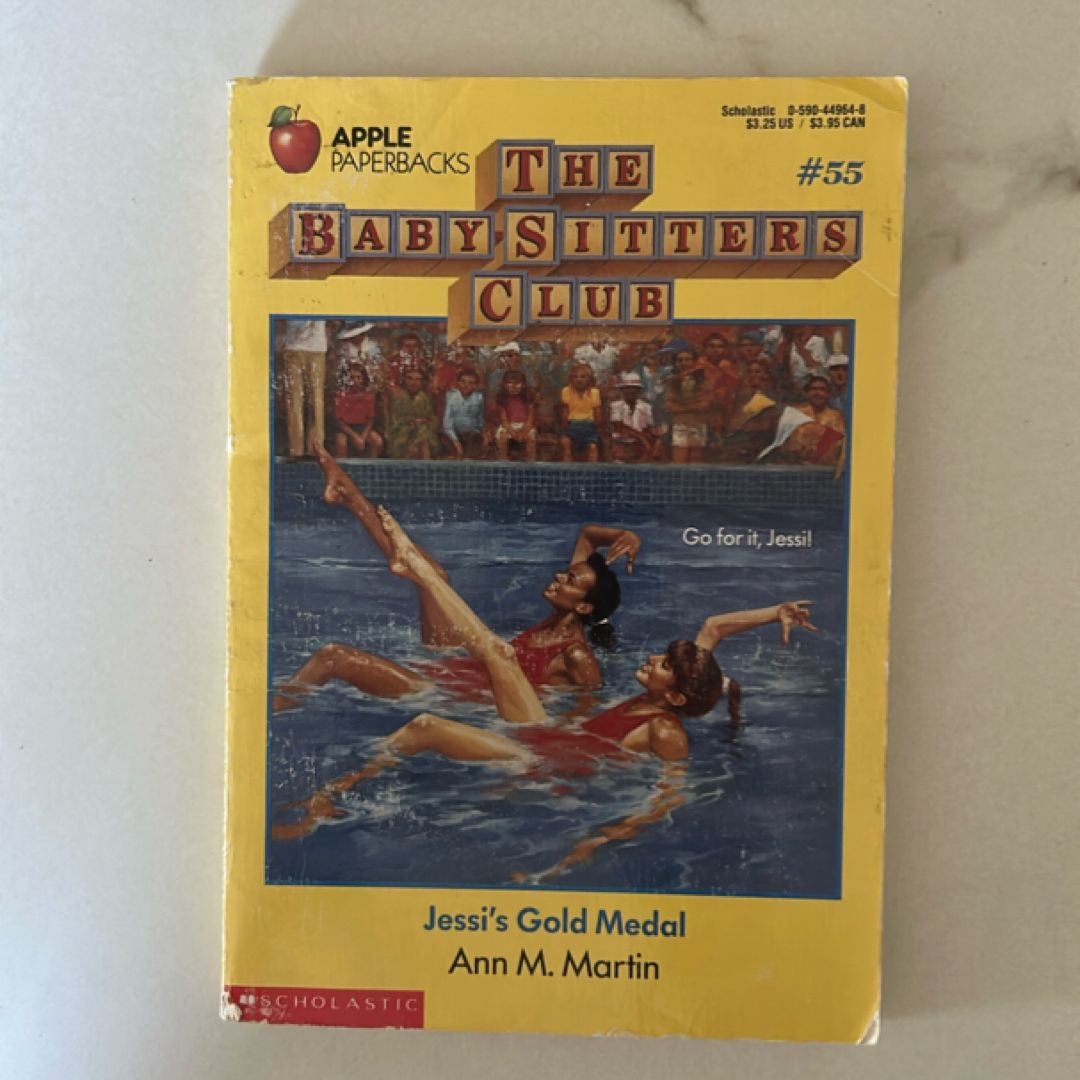 APPLE
PAPERBACKS
Scholastic 0-590-44964-8
$3.25 US / $3.95 CAN
#55
THE
BABY-SITTERS
CLUB
Go for it, Jessi!
Jessi's Gold Medal
Ann M. Martin
SCHOLASTIC